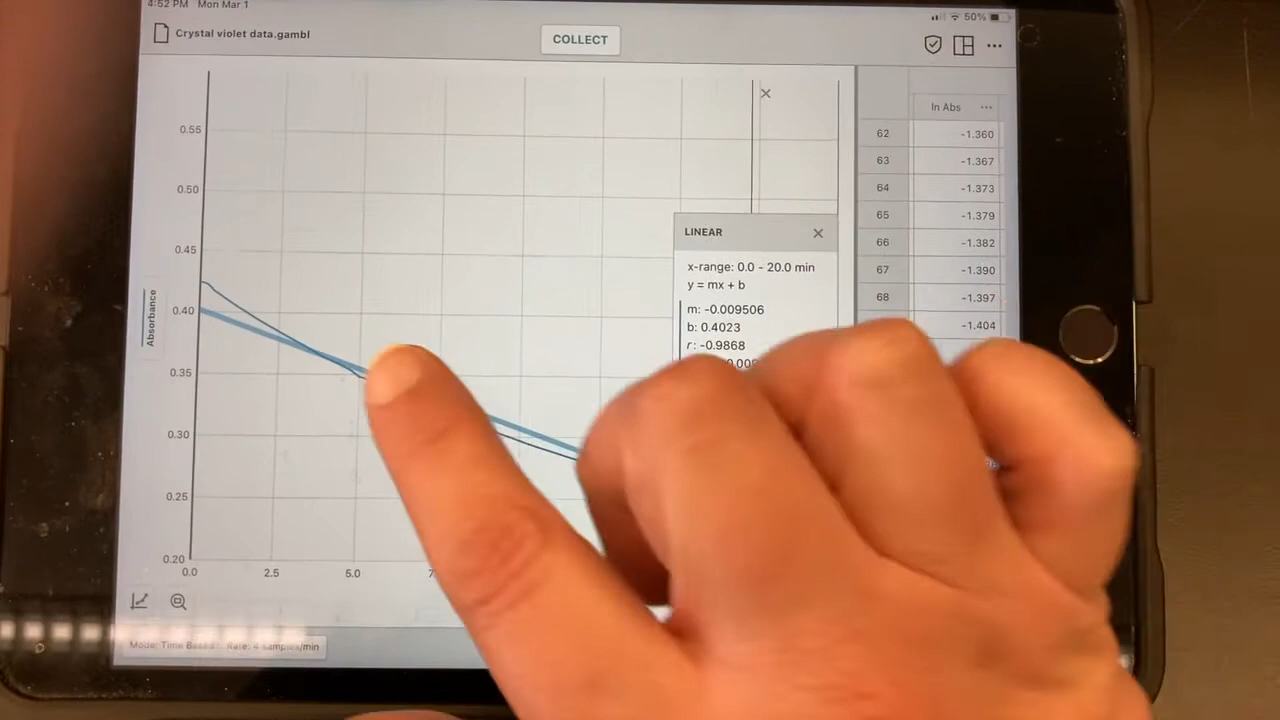 4:52 PM Mon Mar 1
50%
Crystal violet data.gambl
COLLECT
0.55
0.50
0.45
0.40
0.35
0.30
0.25
0.20
Absorbance
0.0
2.5
5.0
LINEAR
x-range: 0.0 - 20.0 min
y = mx + b
m: -0.009506
b: 0.4023
r: -0.9868
ln Abs
62 -1.360
63 -1.367
64 -1.373
65 -1.379
66 -1.382
67 -1.390
68 -1.397
-1.404
Mode: Time Based Rate: 4 samples/min